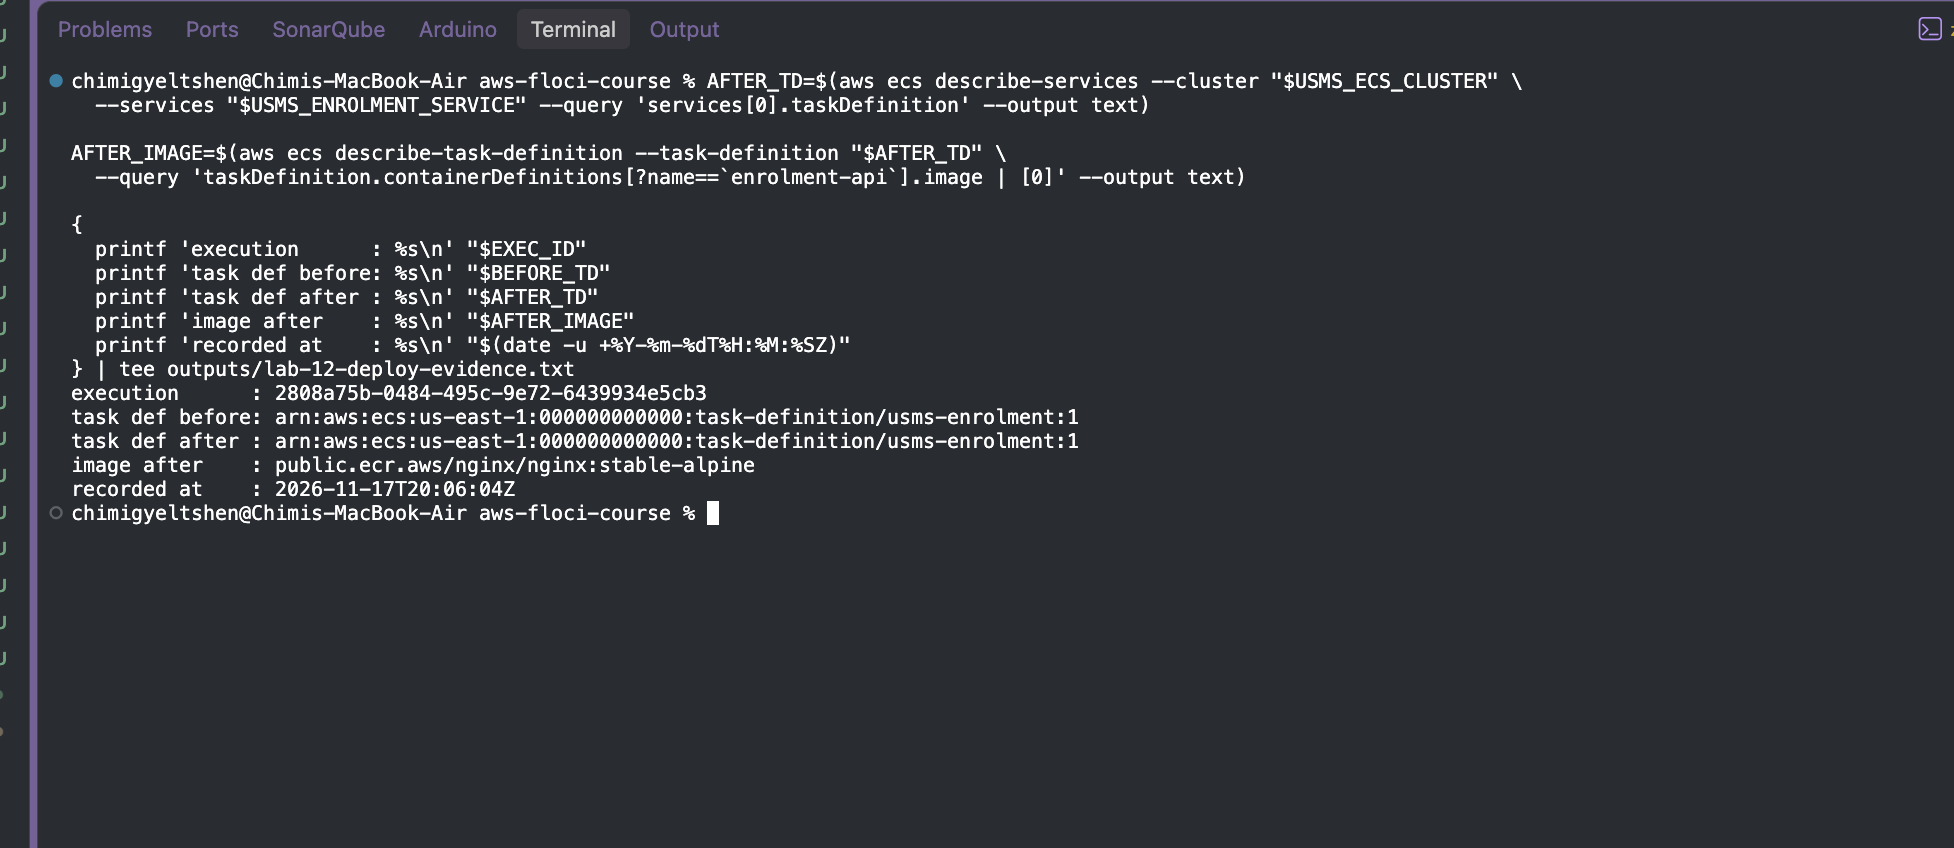 Problems Ports SonarQube Arduino Terminal Output
chimigyeltshen@Chimis-MacBook-Air aws-floci-course % AFTER_TD=$(aws ecs describe-services --cluster "$USMS_ECS_CLUSTER" \
  --services "$USMS_ENROLMENT_SERVICE" --query 'services[0].taskDefinition' --output text)
AFTER_IMAGE=$(aws ecs describe-task-definition --task-definition "$AFTER_TD" \
  --query 'taskDefinition.containerDefinitions[?name==`enrolment-api`].image | [0]' --output text)
{
  printf 'execution      : %s\n' "$EXEC_ID"
  printf 'task def before: %s\n' "$BEFORE_TD"
  printf 'task def after : %s\n' "$AFTER_TD"
  printf 'image after    : %s\n' "$AFTER_IMAGE"
  printf 'recorded at    : %s\n' "$(date -u +%Y-%m-%dT%H:%M:%SZ)"
} | tee outputs/lab-12-deploy-evidence.txt
execution      : 2808a75b-0484-495c-9e72-6439934e5cb3
task def before: arn:aws:ecs:us-east-1:000000000000:task-definition/usms-enrolment:1
task def after : arn:aws:ecs:us-east-1:000000000000:task-definition/usms-enrolment:1
image after    : public.ecr.aws/nginx/nginx:stable-alpine
recorded at    : 2026-11-17T20:06:04Z
chimigyeltshen@Chimis-MacBook-Air aws-floci-course %